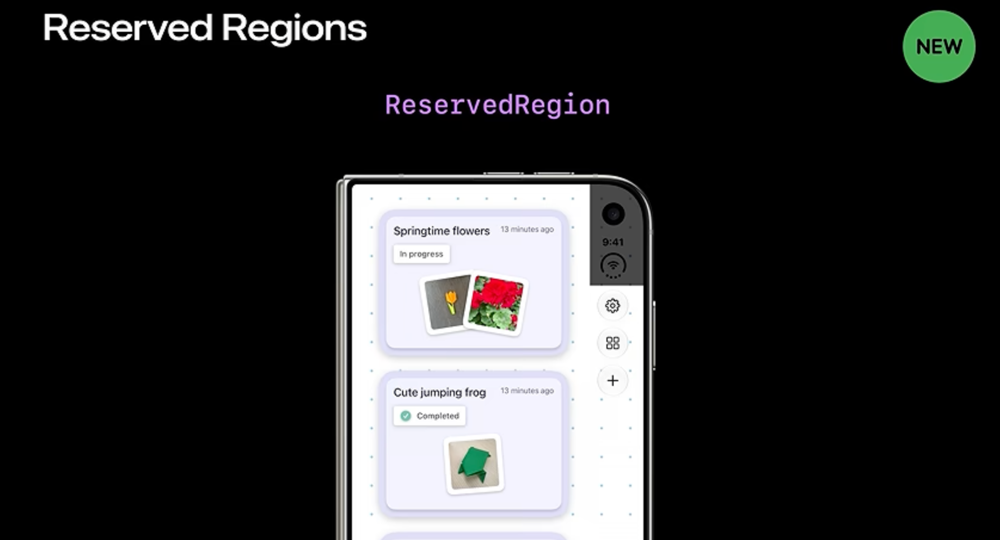 Reserved Regions
NEW
ReservedRegion
Springtime flowers
13 minutes ago
In progress
9:41
Cute jumping frog
13 minutes ago
Completed